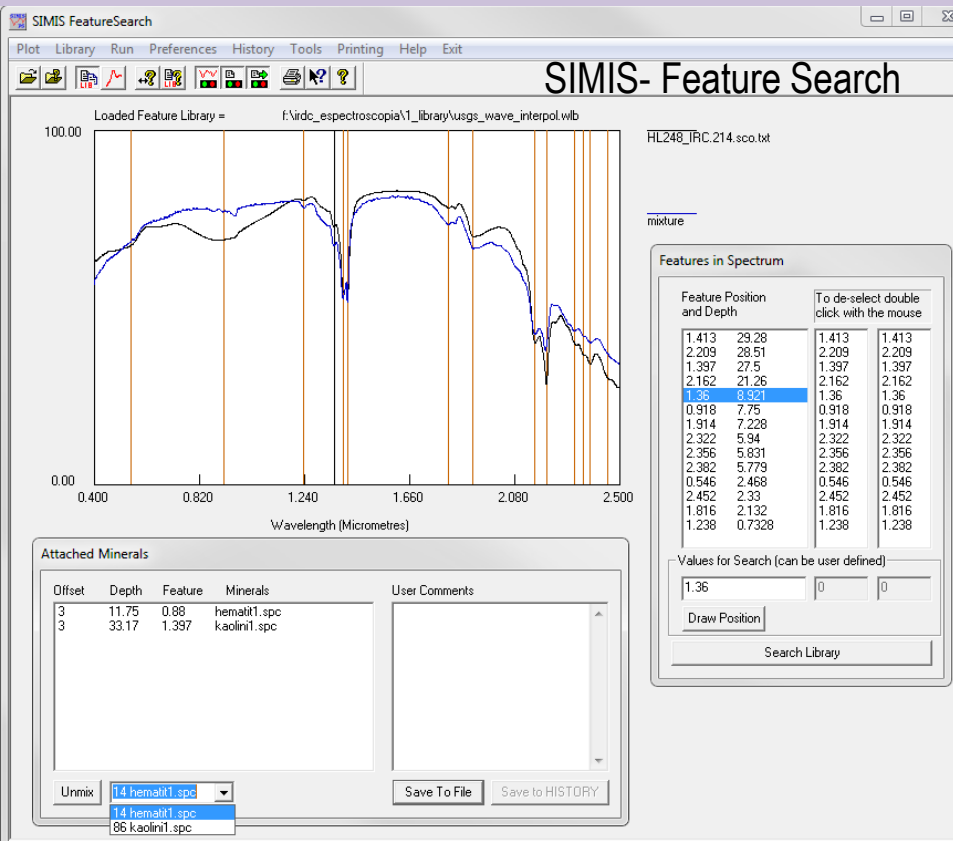 SIMIS FeatureSearch
Plot Library Run Preferences History Tools Printing Help Exit
SIMIS- Feature Search
Loaded Feature Library = f:\irdc_espectroscopia\1_library\usgs_wave_interpol.wlb
100.00
0.00
0.400 0.820 1.240 1.660 2.080 2.500
Wavelength (Micrometres)
HL248_IRC.214.sco.txt
mixture
Features in Spectrum
Feature Position and Depth
To de-select double click with the mouse
1.413 29.28 1.413 1.413
2.209 28.51 2.209 2.209
1.397 27.5 1.397 1.397
2.162 21.26 2.162 2.162
1.36 8.921 1.36 1.36
0.918 7.75 0.918 0.918
1.914 7.228 1.914 1.914
2.322 5.94 2.322 2.322
2.356 5.831 2.356 2.356
2.382 5.779 2.382 2.382
0.546 2.468 0.546 0.546
2.452 2.33 2.452 2.452
1.816 2.132 1.816 1.816
1.238 0.7328 1.238 1.238
Values for Search (can be user defined)
1.36 0 0
Draw Position
Search Library
Attached Minerals
Offset Depth Feature Minerals
3 11.75 0.88 hematit1.spc
3 33.17 1.397 kaolini1.spc
User Comments
Unmix 14 hematit1.spc
14 hematit1.spc
86 kaolini1.spc
Save To File Save to HISTORY